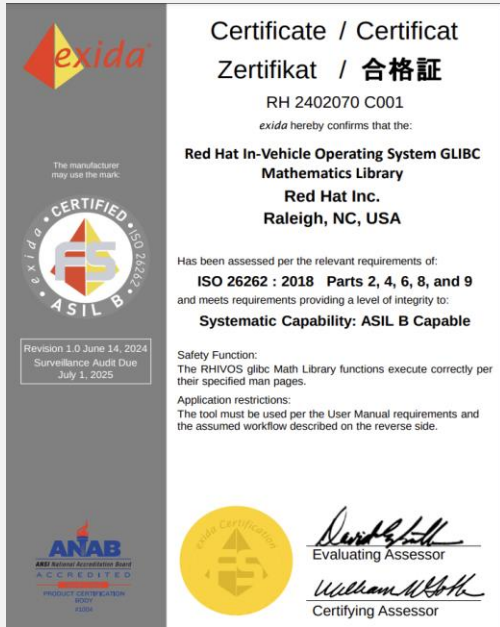 exida
Certificate / Certificat
Zertifikat / 合格証
RH 2402070 C001
exida hereby confirms that the:
Red Hat In-Vehicle Operating System GLIBC
Mathematics Library
Red Hat Inc.
Raleigh, NC, USA
The manufacturer
may use the mark:
exida CERTIFIED ISO 26262
FS
ASIL B
Revision 1.0 June 14, 2024
Surveillance Audit Due
July 1, 2025
Has been assessed per the relevant requirements of:
ISO 26262 : 2018 Parts 2, 4, 6, 8, and 9
and meets requirements providing a level of integrity to:
Systematic Capability: ASIL B Capable
Safety Function:
The RHIVOS glibc Math Library functions execute correctly per
their specified man pages.
Application restrictions:
The tool must be used per the User Manual requirements and
the assumed workflow described on the reverse side.
ANAB
ANSI National Accreditation Board
ACCREDITED
PRODUCT CERTIFICATION
BODY
exida Certification
FS
Evaluating Assessor
Certifying Assessor